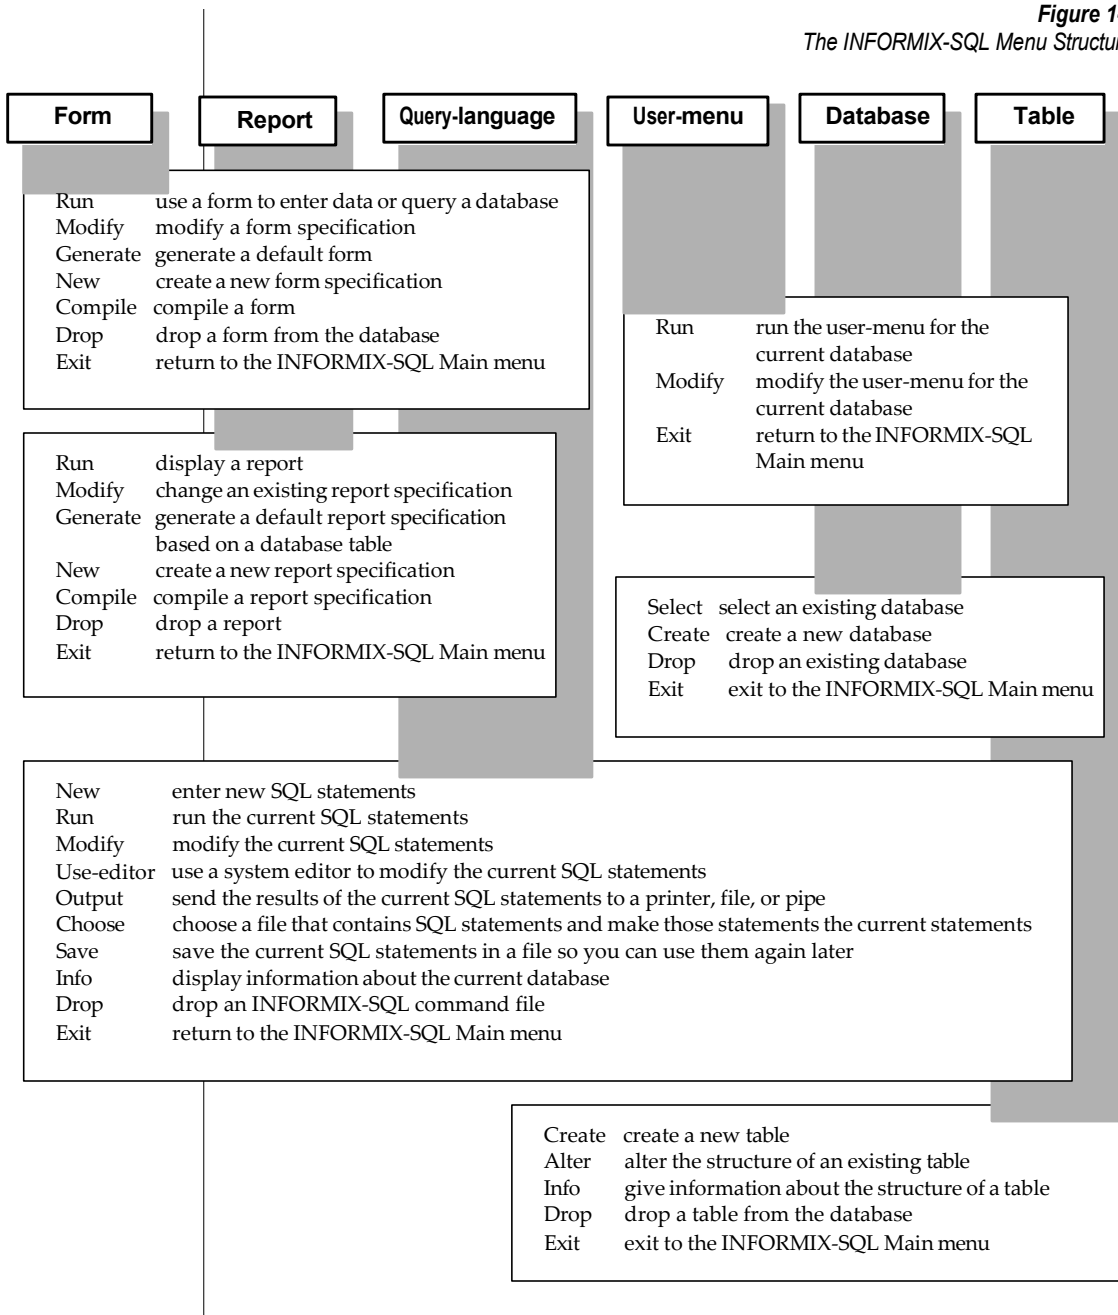 Figure 1
The INFORMIX-SQL Menu Structu
Form
Report
Query-language
User-menu
Database
Table
Run use a form to enter data or query a database
Modify modify a form specification
Generate generate a default form
New create a new form specification
Compile compile a form
Drop drop a form from the database
Exit return to the INFORMIX-SQL Main menu
Run run the user-menu for the
current database
Modify modify the user-menu for the
current database
Exit return to the INFORMIX-SQL
Main menu
Run display a report
Modify change an existing report specification
Generate generate a default report specification
based on a database table
New create a new report specification
Compile compile a report specification
Drop drop a report
Exit return to the INFORMIX-SQL Main menu
Select select an existing database
Create create a new database
Drop drop an existing database
Exit exit to the INFORMIX-SQL Main menu
New enter new SQL statements
Run run the current SQL statements
Modify modify the current SQL statements
Use-editor use a system editor to modify the current SQL statements
Output send the results of the current SQL statements to a printer, file, or pipe
Choose choose a file that contains SQL statements and make those statements the current statements
Save save the current SQL statements in a file so you can use them again later
Info display information about the current database
Drop drop an INFORMIX-SQL command file
Exit return to the INFORMIX-SQL Main menu
Create create a new table
Alter alter the structure of an existing table
Info give information about the structure of a table
Drop drop a table from the database
Exit exit to the INFORMIX-SQL Main menu